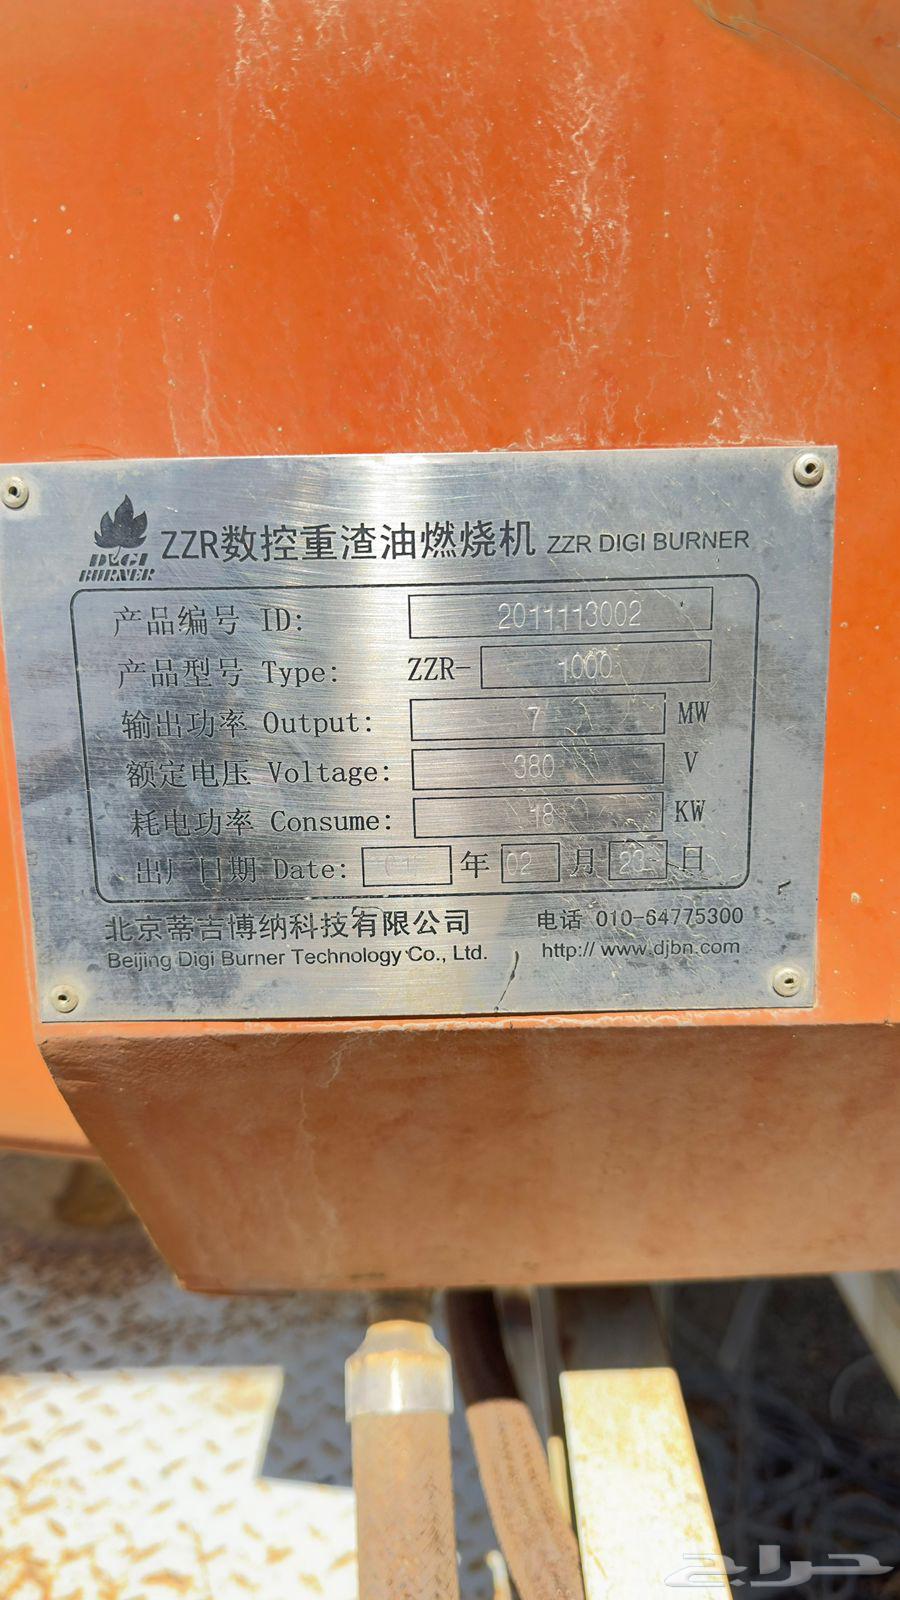 DIGI
BURNER
ZZR数控重渣油燃烧机 ZZR DIGI BURNER
产品编号 ID: 2011113002
产品型号 Type: ZZR- 1000
输出功率 Output: 7 MW
额定电压 Voltage: 380 V
耗电功率 Consume: 18 KW
出厂日期 Date: 年 02 月 23 日
北京蒂吉博纳科技有限公司 电话 010-64775300
Beijing Digi Burner Technology Co., Ltd. http:// www.djbn.com
حراج